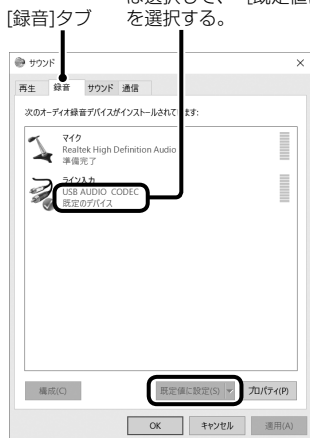 [録音]タブ
を選択する。
サウンド
再生 録音 サウンド 通信
次のオーディオ録音デバイスがインストールされて ます:
マイク
Realtek High Definition Audio
準備完了
ライン入力
USB AUDIO CODEC
既定のデバイス
構成(C) 既定値に設定(S) プロパティ(P)
OK キャンセル 適用(A)